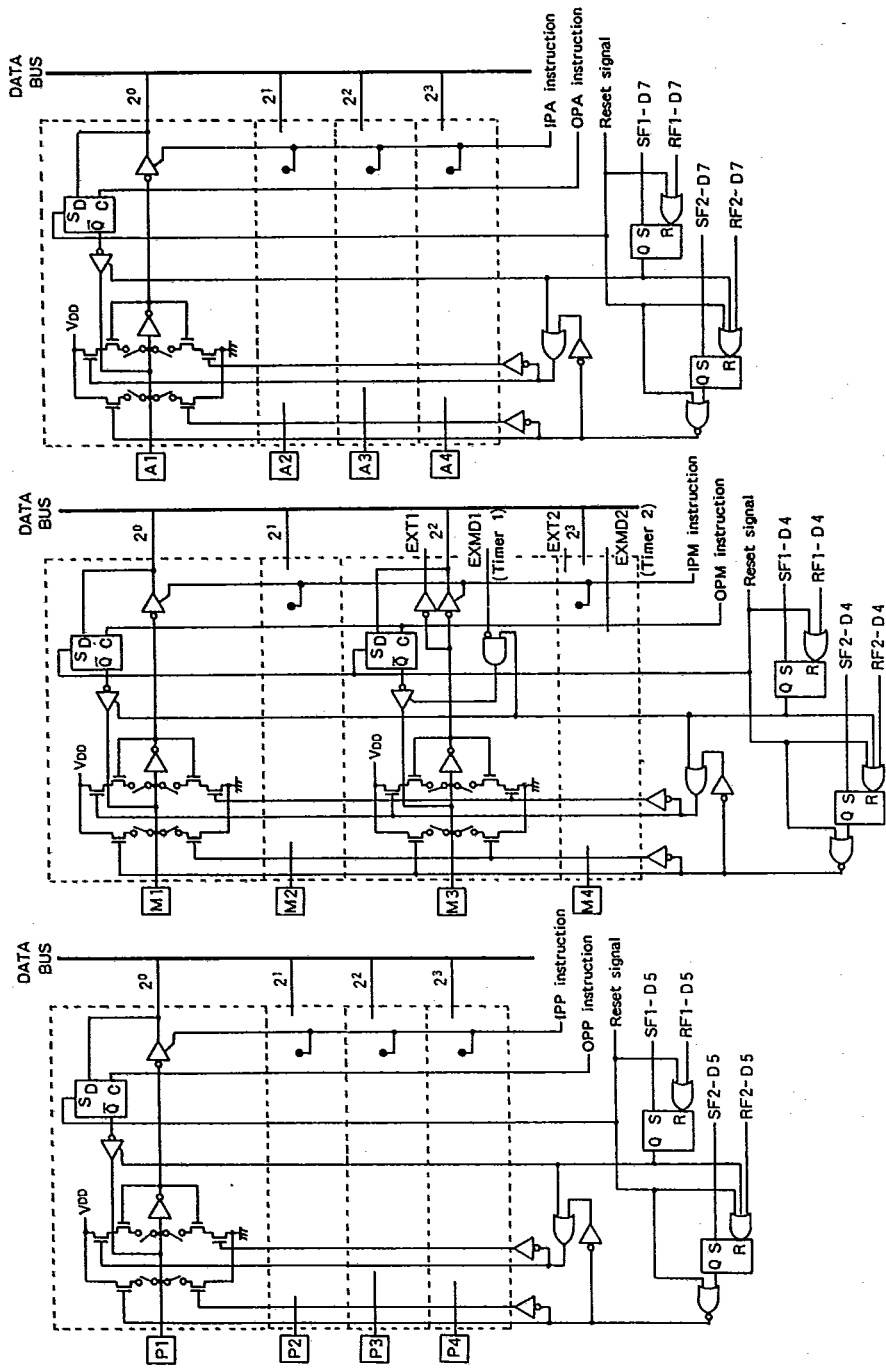 DATA
BUS
S D
Q̅ C
2⁰
VDD
A1
2¹
A2
2²
A3
2³
A4
IPA instruction
OPA instruction
Reset signal
SF1-D7
RF1-D7
Q S
R
SF2-D7
RF2-D7
Q S
R
DATA
BUS
S D
Q̅ C
2⁰
VDD
M1
2¹
M2
S D
Q̅ C
EXT1
2²
EXMD1
(Timer 1)
VDD
M3
EXT2
2³
EXMD2
(Timer 2)
M4
IPM instruction
OPM instruction
Reset signal
SF1-D4
RF1-D4
Q S
R
SF2-D4
RF2-D4
Q S
R
DATA
BUS
S D
Q̅ C
2⁰
VDD
P1
2¹
P2
2²
P3
2³
P4
IPP instruction
OPP instruction
Reset signal
SF1-D5
RF1-D5
Q S
R
SF2-D5
RF2-D5
Q S
R